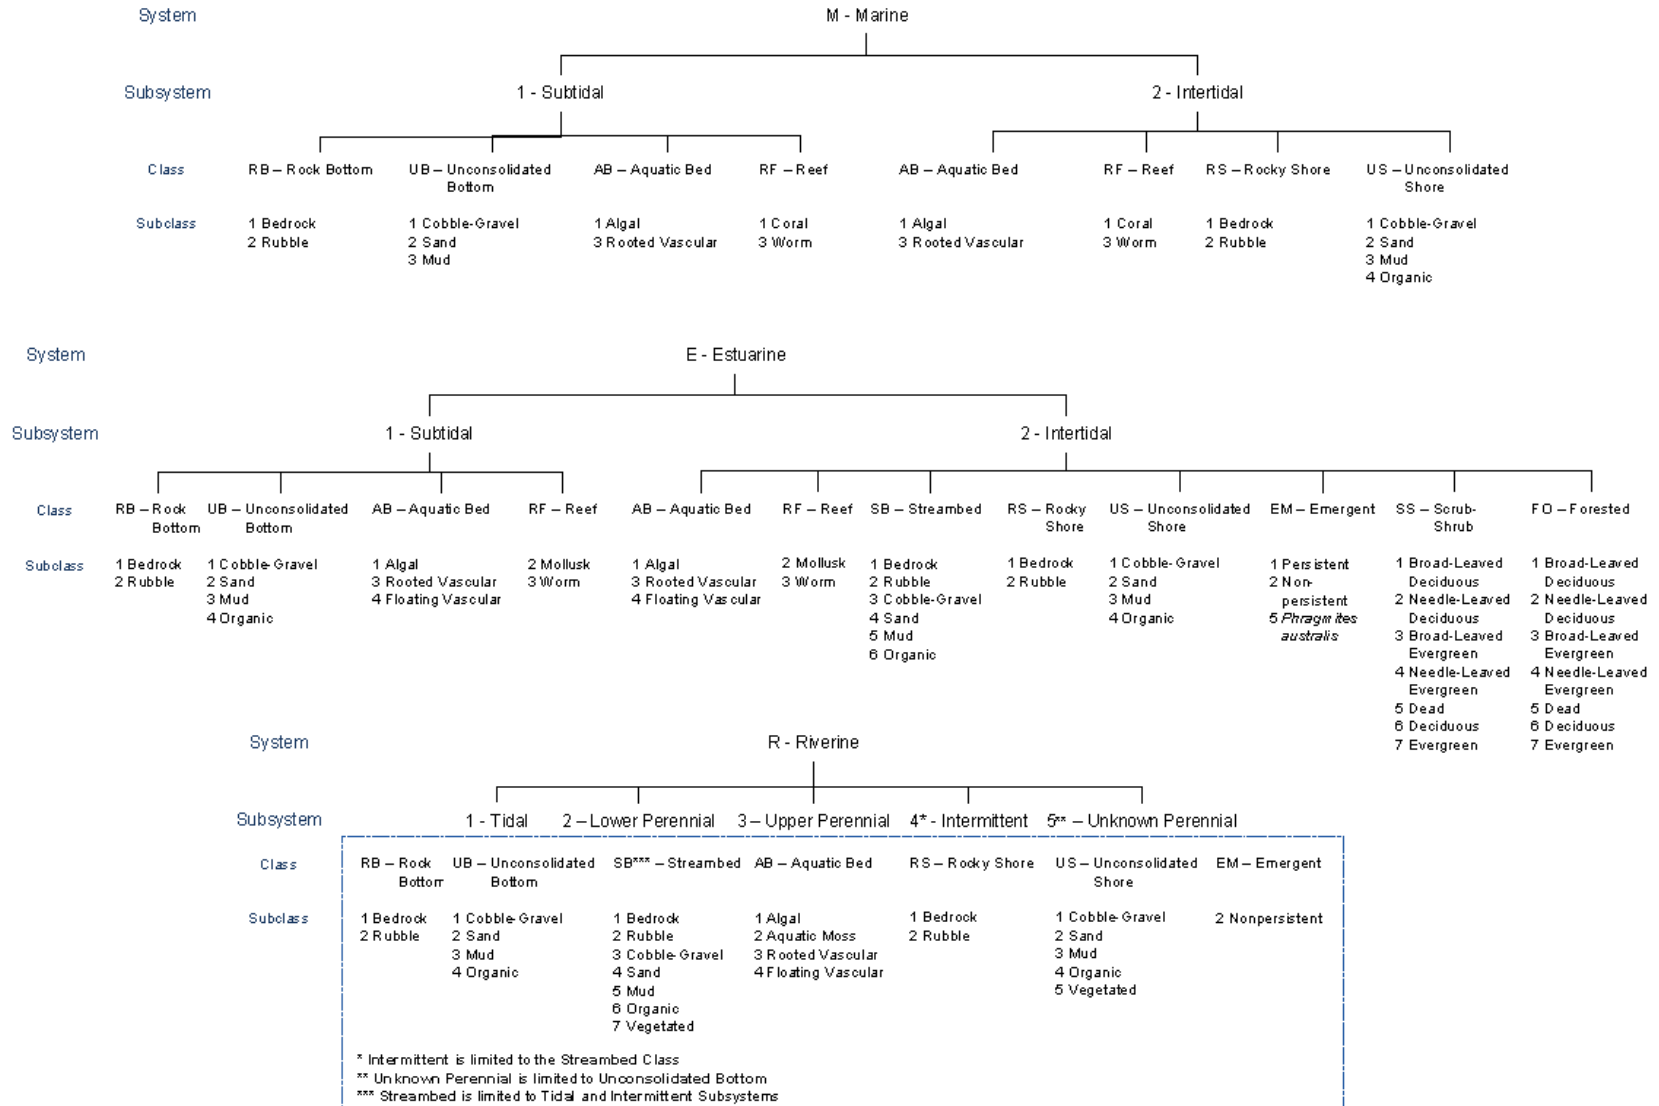 System
M - Marine
Subsystem
1 - Subtidal
2 - Intertidal
Class
RB – Rock Bottom
UB – Unconsolidated
Bottom
AB – Aquatic Bed
RF – Reef
AB – Aquatic Bed
RF – Reef
RS – Rocky Shore
US – Unconsolidated
Shore
Subclass
1 Bedrock
2 Rubble
1 Cobble-Gravel
2 Sand
3 Mud
1 Algal
3 Rooted Vascular
1 Coral
3 Worm
1 Algal
3 Rooted Vascular
1 Coral
3 Worm
1 Bedrock
2 Rubble
1 Cobble-Gravel
2 Sand
3 Mud
4 Organic
System
E - Estuarine
Subsystem
1 - Subtidal
2 - Intertidal
Class
RB – Rock
Bottom
UB – Unconsolidated
Bottom
AB – Aquatic Bed
RF – Reef
AB – Aquatic Bed
RF – Reef
SB – Streambed
RS – Rocky
Shore
US – Unconsolidated
Shore
EM – Emergent
SS – Scrub-
Shrub
FO – Forested
Subclass
1 Bedrock
2 Rubble
1 Cobble-Gravel
2 Sand
3 Mud
4 Organic
1 Algal
3 Rooted Vascular
4 Floating Vascular
2 Mollusk
3 Worm
1 Algal
3 Rooted Vascular
4 Floating Vascular
2 Mollusk
3 Worm
1 Bedrock
2 Rubble
3 Cobble-Gravel
4 Sand
5 Mud
6 Organic
1 Bedrock
2 Rubble
1 Cobble-Gravel
2 Sand
3 Mud
4 Organic
1 Persistent
2 Non-
persistent
5 Phragmites
australis
1 Broad-Leaved
Deciduous
2 Needle-Leaved
Deciduous
3 Broad-Leaved
Evergreen
4 Needle-Leaved
Evergreen
5 Dead
6 Deciduous
7 Evergreen
1 Broad-Leaved
Deciduous
2 Needle-Leaved
Deciduous
3 Broad-Leaved
Evergreen
4 Needle-Leaved
Evergreen
5 Dead
6 Deciduous
7 Evergreen
System
R - Riverine
Subsystem
1 - Tidal
2 – Lower Perennial
3 – Upper Perennial
4* - Intermittent
5** – Unknown Perennial
Class
RB – Rock
Bottom
UB – Unconsolidated
Bottom
SB*** – Streambed
AB – Aquatic Bed
RS – Rocky Shore
US – Unconsolidated
Shore
EM – Emergent
Subclass
1 Bedrock
2 Rubble
1 Cobble-Gravel
2 Sand
3 Mud
4 Organic
1 Bedrock
2 Rubble
3 Cobble-Gravel
4 Sand
5 Mud
6 Organic
7 Vegetated
1 Algal
2 Aquatic Moss
3 Rooted Vascular
4 Floating Vascular
1 Bedrock
2 Rubble
1 Cobble-Gravel
2 Sand
3 Mud
4 Organic
5 Vegetated
2 Nonpersistent
* Intermittent is limited to the Streambed Class
** Unknown Perennial is limited to Unconsolidated Bottom
*** Streambed is limited to Tidal and Intermittent Subsystems